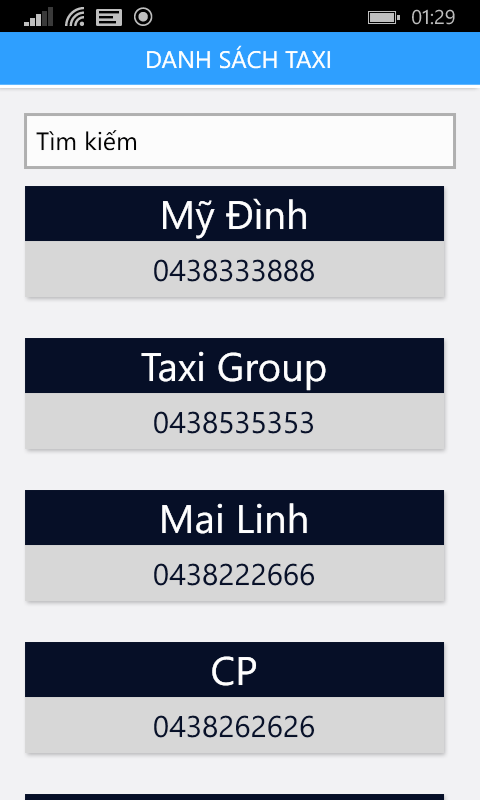 01:29
DANH SÁCH TAXI
Tìm kiếm
Mỹ Đình
0438333888
Taxi Group
0438535353
Mai Linh
0438222666
CP
0438262626